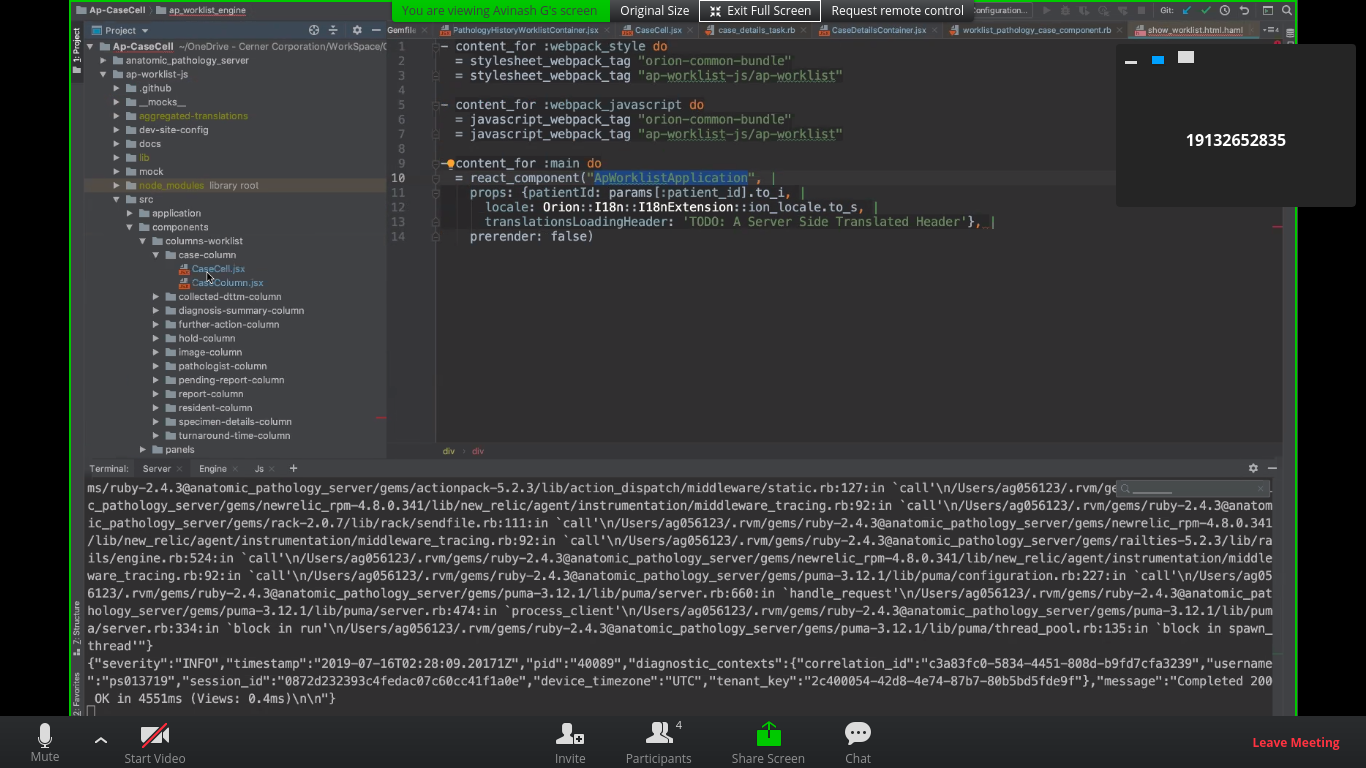 You are viewing Avinash G's screen
Original Size
Exit Full Screen
Request remote control
Ap-CaseCell
ap_worklist_engine
Configuration...
Git:
Project
Gemfile
PathologyHistoryWorklistContainer.jsx
CaseCell.jsx
case_details_task.rb
CaseDetailsContainer.jsx
worklist_pathology_case_component.rb
show_worklist.html.haml
1: Project
Ap-CaseCell ~/OneDrive - Cerner Corporation/WorkSpace/C
anatomic_pathology_server
ap-worklist-js
.github
__mocks__
aggregated-translations
dev-site-config
docs
lib
mock
node_modules library root
src
application
components
columns-worklist
case-column
CaseCell.jsx
CaseColumn.jsx
collected-dttm-column
diagnosis-summary-column
further-action-column
hold-column
image-column
pathologist-column
pending-report-column
report-column
resident-column
specimen-details-column
turnaround-time-column
panels
1 - content_for :webpack_style do
2 = stylesheet_webpack_tag "orion-common-bundle"
3 = stylesheet_webpack_tag "ap-worklist-js/ap-worklist"
4
5 - content_for :webpack_javascript do
6 = javascript_webpack_tag "orion-common-bundle"
7 = javascript_webpack_tag "ap-worklist-js/ap-worklist"
8
9 - content_for :main do
10 = react_component("ApWorklistApplication", |
11 props: {patientId: params[:patient_id].to_i, |
12 locale: Orion::I18n::I18nExtension::ion_locale.to_s, |
13 translationsLoadingHeader: 'TODO: A Server Side Translated Header'}, |
14 prerender: false)
19132652835
div › div
Terminal: Server × Engine × Js × +
ms/ruby-2.4.3@anatomic_pathology_server/gems/actionpack-5.2.3/lib/action_dispatch/middleware/static.rb:127:in `call'\n/Users/ag056123/.rvm/ge
c_pathology_server/gems/newrelic_rpm-4.8.0.341/lib/new_relic/agent/instrumentation/middleware_tracing.rb:92:in `call'\n/Users/ag056123/.rvm/gems/ruby-2.4.3@anatom
ic_pathology_server/gems/rack-2.0.7/lib/rack/sendfile.rb:111:in `call'\n/Users/ag056123/.rvm/gems/ruby-2.4.3@anatomic_pathology_server/gems/newrelic_rpm-4.8.0.341
/lib/new_relic/agent/instrumentation/middleware_tracing.rb:92:in `call'\n/Users/ag056123/.rvm/gems/ruby-2.4.3@anatomic_pathology_server/gems/railties-5.2.3/lib/ra
ils/engine.rb:524:in `call'\n/Users/ag056123/.rvm/gems/ruby-2.4.3@anatomic_pathology_server/gems/newrelic_rpm-4.8.0.341/lib/new_relic/agent/instrumentation/middle
ware_tracing.rb:92:in `call'\n/Users/ag056123/.rvm/gems/ruby-2.4.3@anatomic_pathology_server/gems/puma-3.12.1/lib/puma/configuration.rb:227:in `call'\n/Users/ag05
6123/.rvm/gems/ruby-2.4.3@anatomic_pathology_server/gems/puma-3.12.1/lib/puma/server.rb:660:in `handle_request'\n/Users/ag056123/.rvm/gems/ruby-2.4.3@anatomic_pat
hology_server/gems/puma-3.12.1/lib/puma/server.rb:474:in `process_client'\n/Users/ag056123/.rvm/gems/ruby-2.4.3@anatomic_pathology_server/gems/puma-3.12.1/lib/pum
a/server.rb:334:in `block in run'\n/Users/ag056123/.rvm/gems/ruby-2.4.3@anatomic_pathology_server/gems/puma-3.12.1/lib/puma/thread_pool.rb:135:in `block in spawn_
thread'"}
{"severity":"INFO","timestamp":"2019-07-16T02:28:09.20171Z","pid":"40089","diagnostic_contexts":{"correlation_id":"c3a83fc0-5834-4451-808d-b9fd7cfa3239","username
":"ps013719","session_id":"0872d232393c4fedac07c60cc41f1a0e","device_timezone":"UTC","tenant_key":"2c400054-42d8-4e74-87b7-80b5bd5fde9f"},"message":"Completed 200
OK in 4551ms (Views: 0.4ms)\n\n"}
7: Structure
2: Favorites
Mute
Start Video
Invite
Participants
4
Share Screen
Chat
Leave Meeting